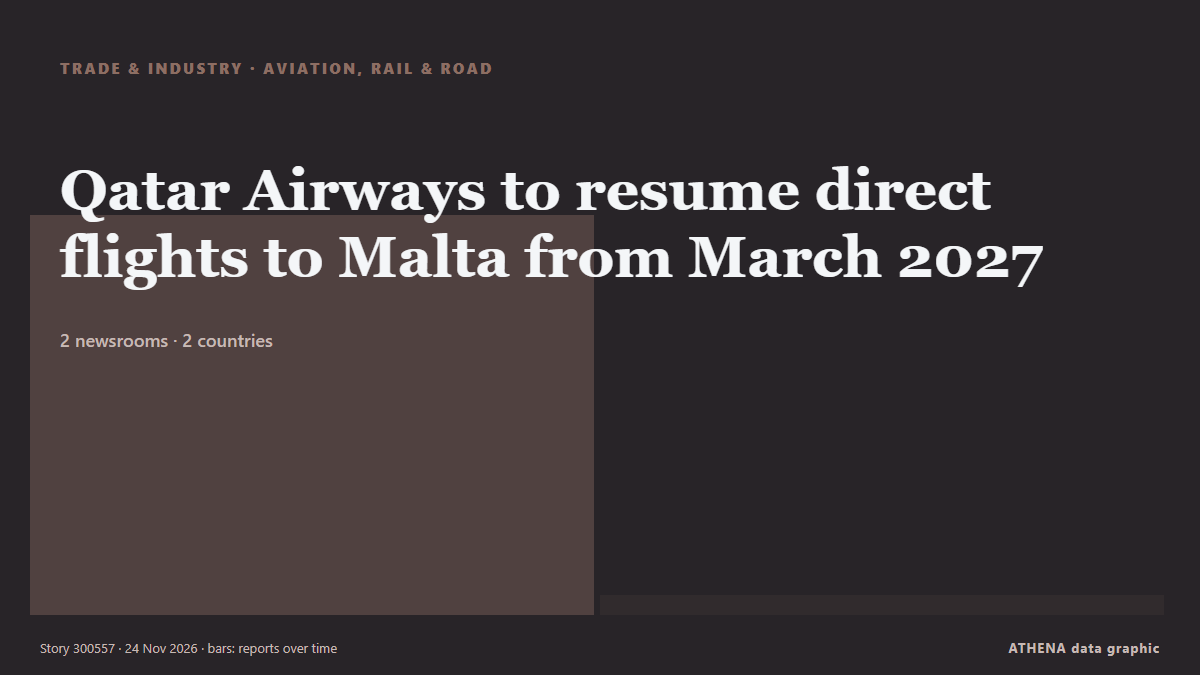 TRADE & INDUSTRY · AVIATION, RAIL & ROAD
Qatar Airways to resume direct
flights to Malta from March 2027
2 newsrooms · 2 countries
Story 300557 · 24 Nov 2026 · bars: reports over time
ATHENA data graphic